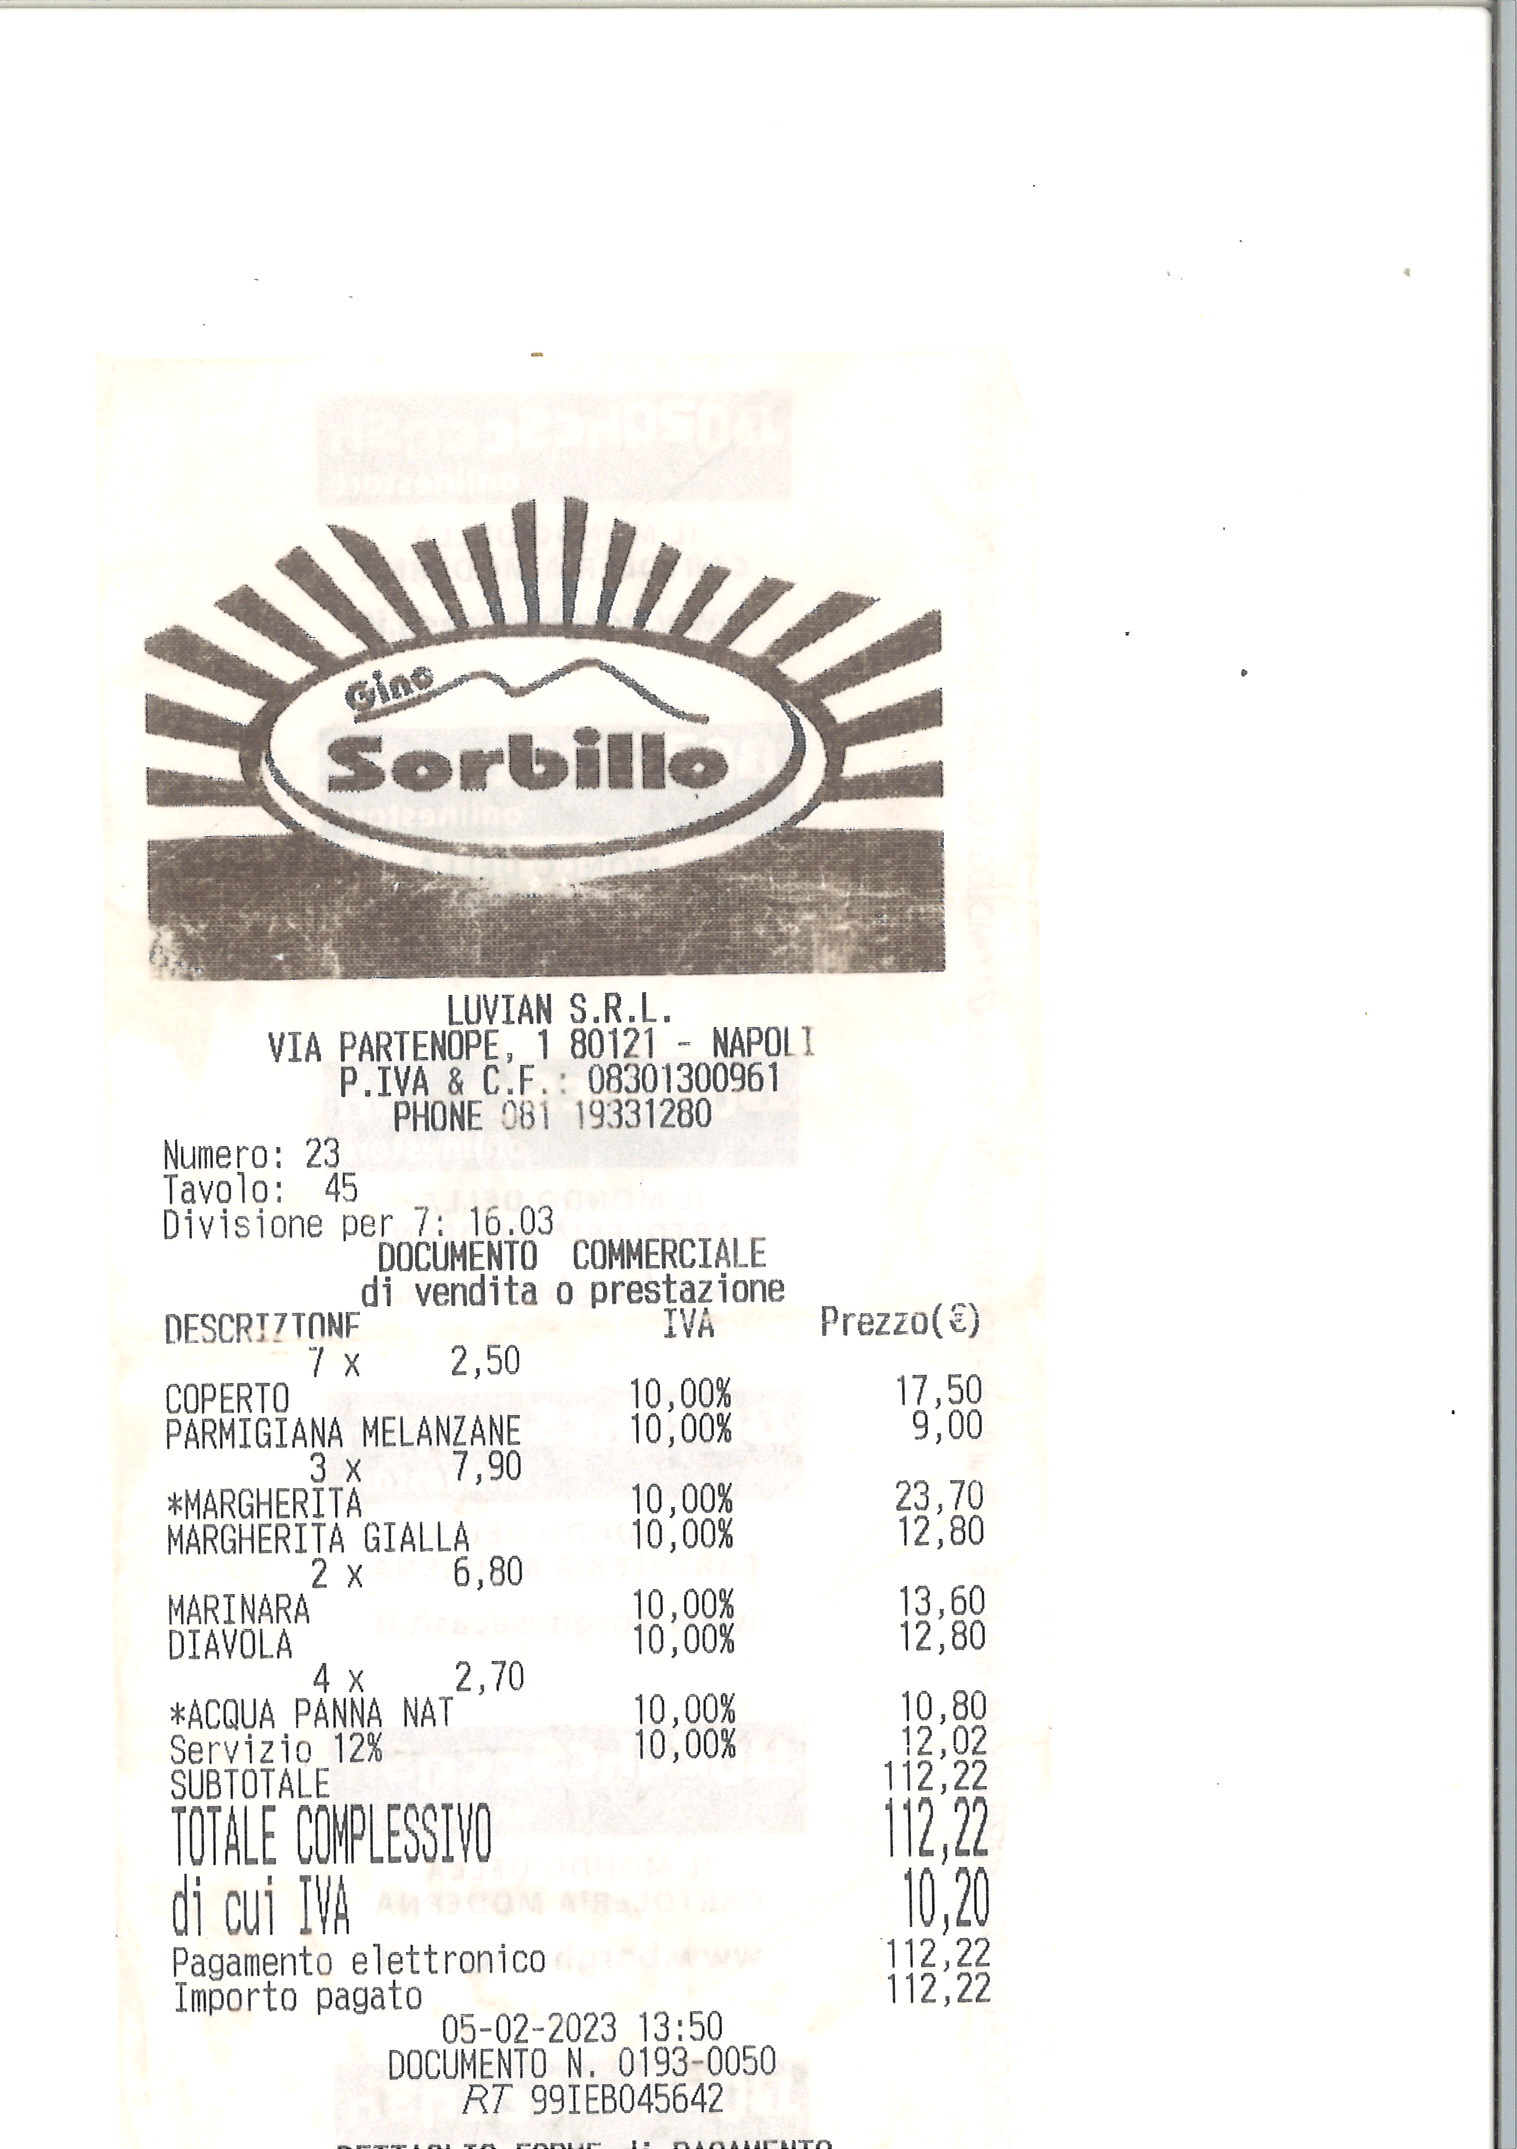 Gino
Sorbillo
LUVIAN S.R.L.
VIA PARTENOPE, 1 80121 - NAPOLI
P.IVA & C.F.: 08301300961
PHONE 081 19331280
Numero: 23
Tavolo: 45
Divisione per 7: 16.03
DOCUMENTO COMMERCIALE
di vendita o prestazione
DESCRIZIONE IVA Prezzo(€)
7 x 2,50
COPERTO 10,00% 17,50
PARMIGIANA MELANZANE 10,00% 9,00
3 x 7,90
*MARGHERITA 10,00% 23,70
MARGHERITA GIALLA 10,00% 12,80
2 x 6,80
MARINARA 10,00% 13,60
DIAVOLA 10,00% 12,80
4 x 2,70
*ACQUA PANNA NAT 10,00% 10,80
Servizio 12% 10,00% 12,02
SUBTOTALE 112,22
TOTALE COMPLESSIVO 112,22
di cui IVA 10,20
Pagamento elettronico 112,22
Importo pagato 112,22
05-02-2023 13:50
DOCUMENTO N. 0193-0050
RT 99IEB045642
DETTAGLIO FORME di PAGAMENTO